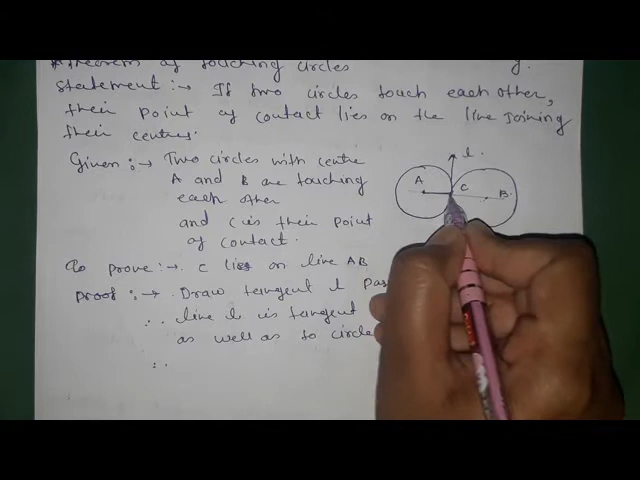 Theorem of touching circles
Statement :→ If two circles touch each other,
their point of contact lies on the line joining
their centres.
Given :→ Two circles with centre
A and B are touching
each other
and C is their point
of contact.
To prove :→ C lies on line AB
Proof :→ Draw tangent l
∴ line l is tangent
as well as to circle
∴
l.
A
C
B